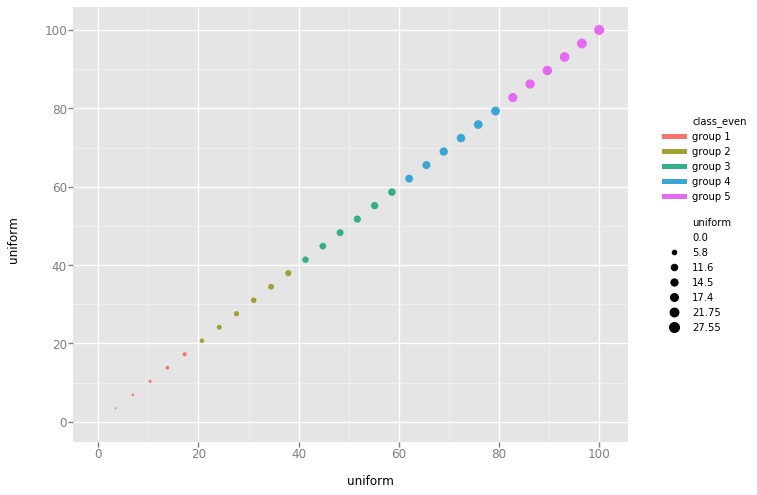 100
80
60
40
20
0
uniform
0 20 40 60 80 100
uniform
class_even
group 1
group 2
group 3
group 4
group 5
uniform
0.0
5.8
11.6
14.5
17.4
21.75
27.55